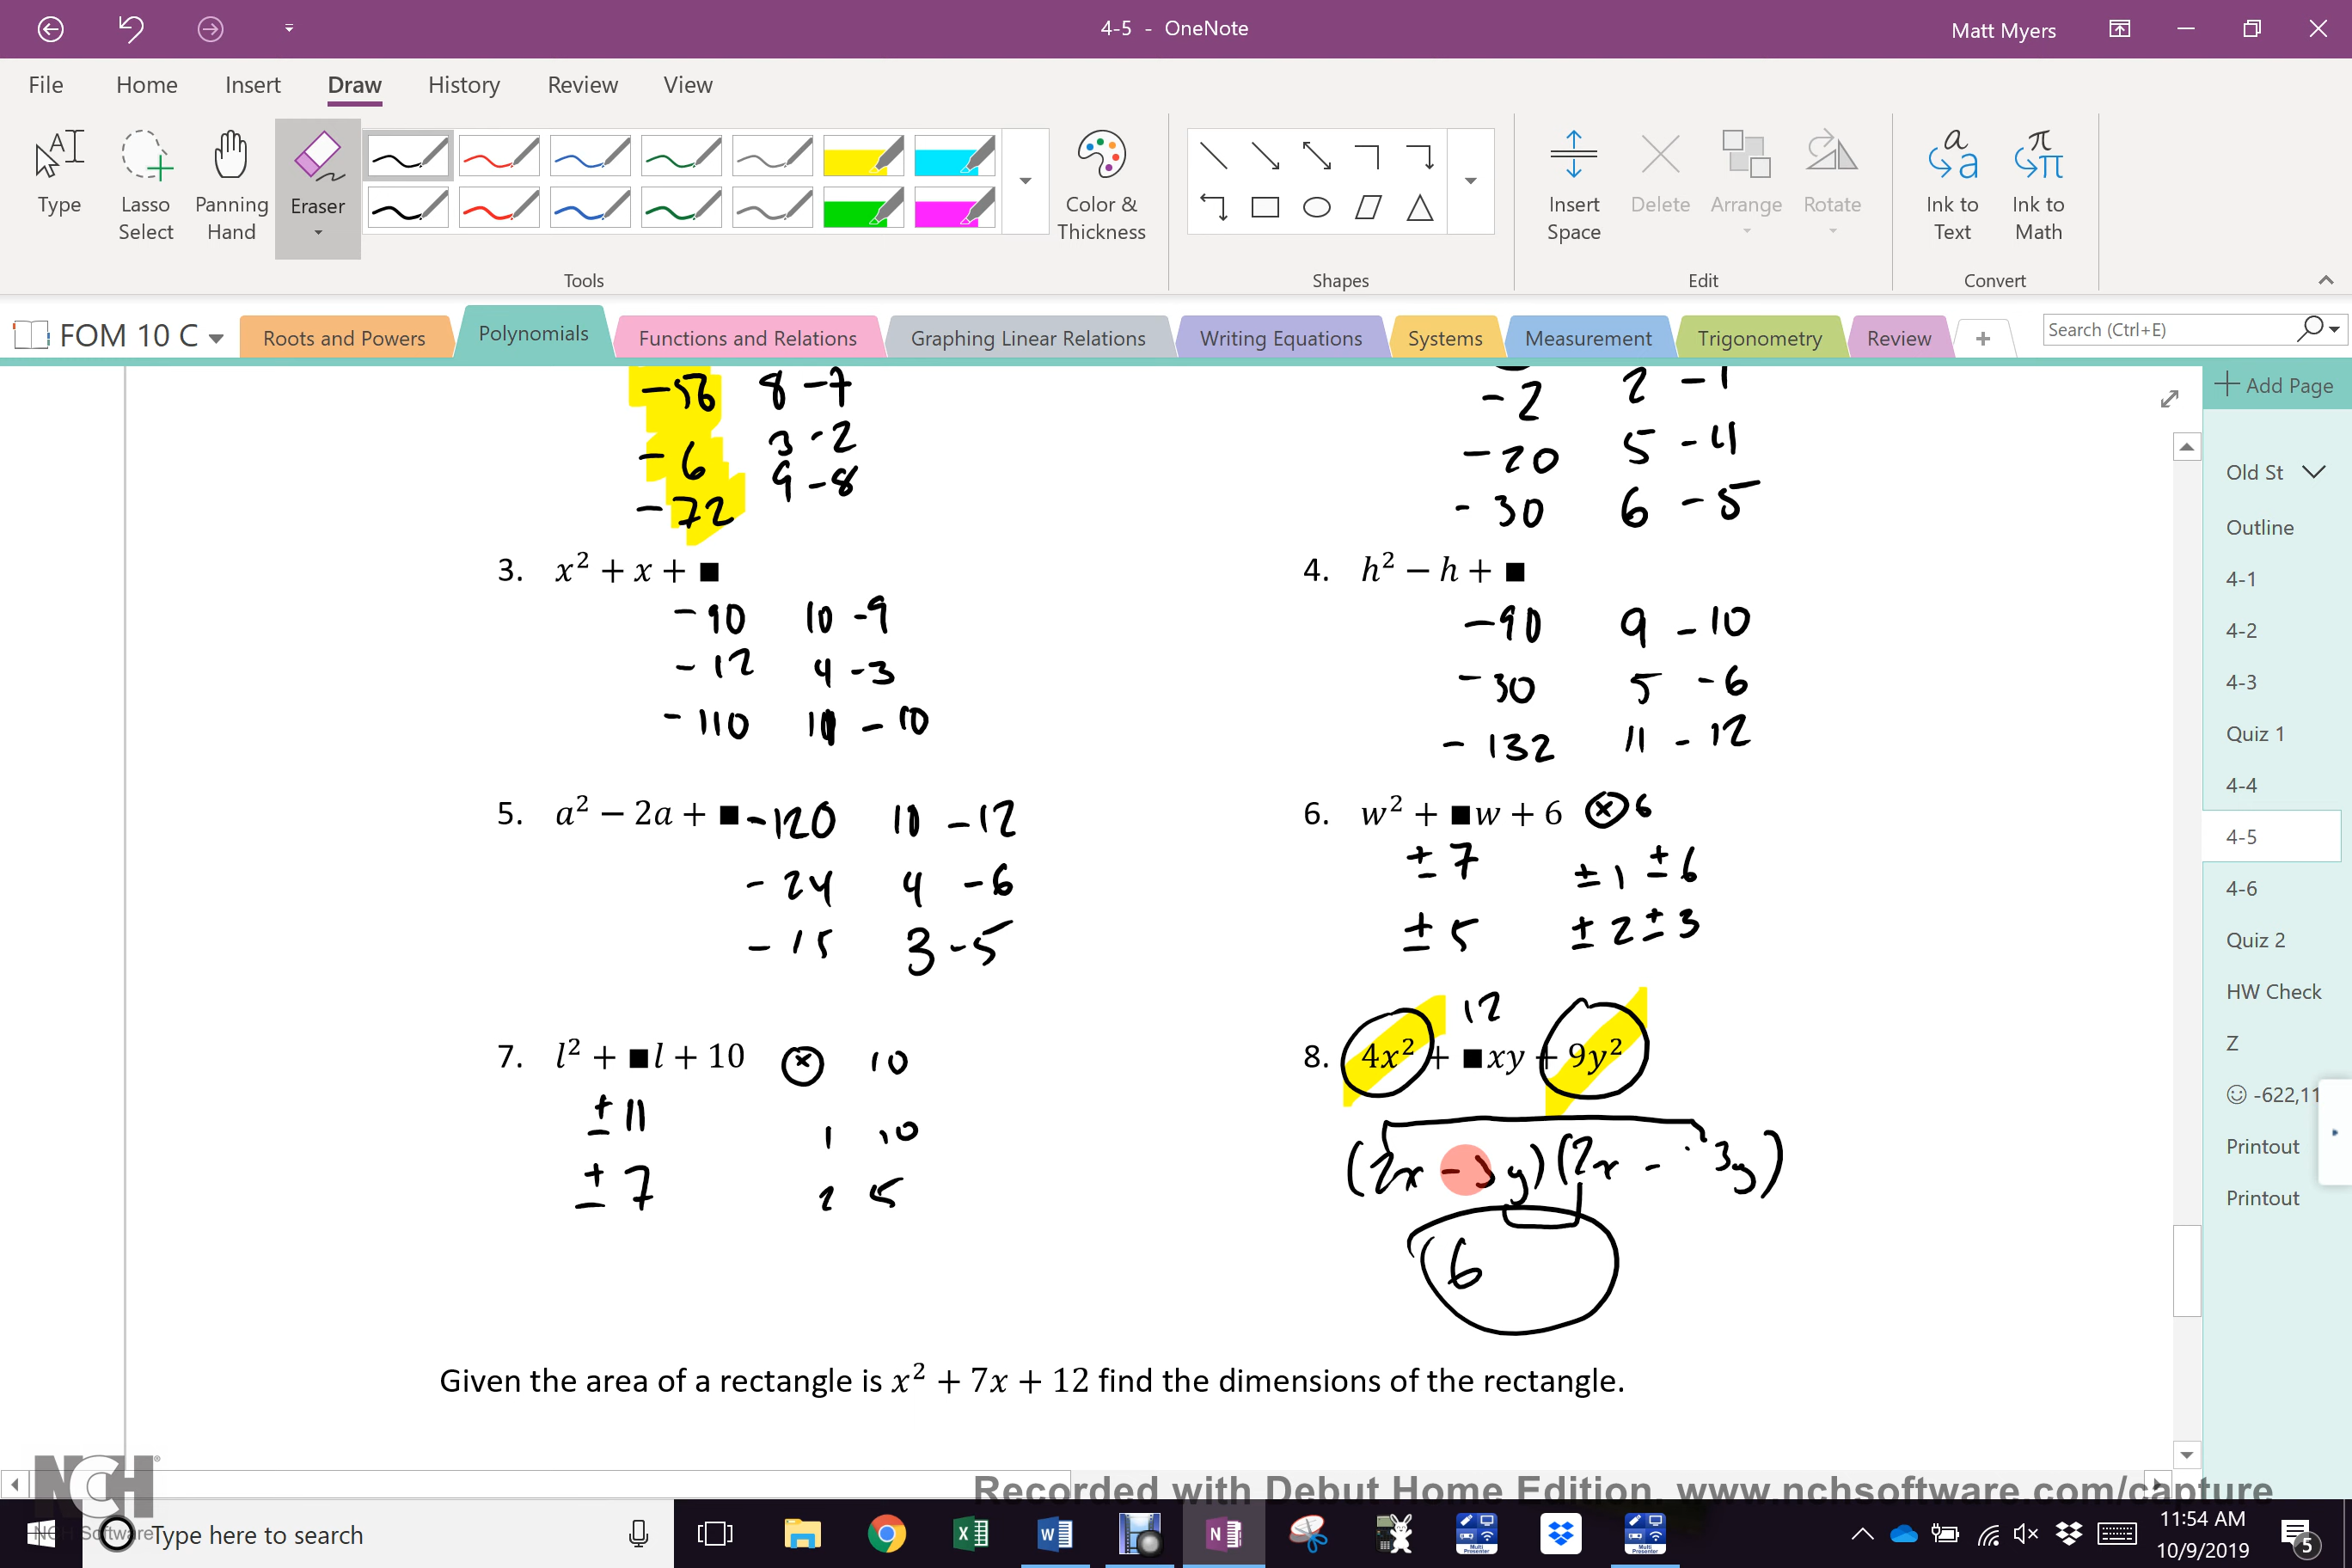 4-5 - OneNote
Matt Myers
File Home Insert Draw History Review View
Type
Lasso Select
Panning Hand
Eraser
Color & Thickness
Insert Space
Delete
Arrange
Rotate
Ink to Text
Ink to Math
Tools
Shapes
Edit
Convert
FOM 10 C
Roots and Powers
Polynomials
Functions and Relations
Graphing Linear Relations
Writing Equations
Systems
Measurement
Trigonometry
Review
Search (Ctrl+E)
Add Page
Old St
Outline
4-1
4-2
4-3
Quiz 1
4-4
4-5
4-6
Quiz 2
HW Check
Z
☺ -622,11
Printout
Printout
-56 8 -7
-6 3 -2
-72 9 -8
-2 2 -1
-20 5 -4
-30 6 -5
3. x² + x + ■
-90 10 -9
-12 4 -3
-110 11 -10
4. h² − h + ■
-90 9 -10
-30 5 -6
-132 11 -12
5. a² − 2a + ■ -120 10 -12
-24 4 -6
-15 3 -5
6. w² + ■w + 6 ⊗ 6
± 7 ± 1 ± 6
± 5 ± 2 ± 3
7. l² + ■l + 10 ⊗ 10
± 11 1 10
± 7 2 5
12
8. 4x² + ■xy + 9y²
(2x - 3y)(2x - 3y)
6
Given the area of a rectangle is x² + 7x + 12 find the dimensions of the rectangle.
NCH
NCH Software
Recorded with Debut Home Edition. www.nchsoftware.com/capture
Type here to search
11:54 AM
10/9/2019
5